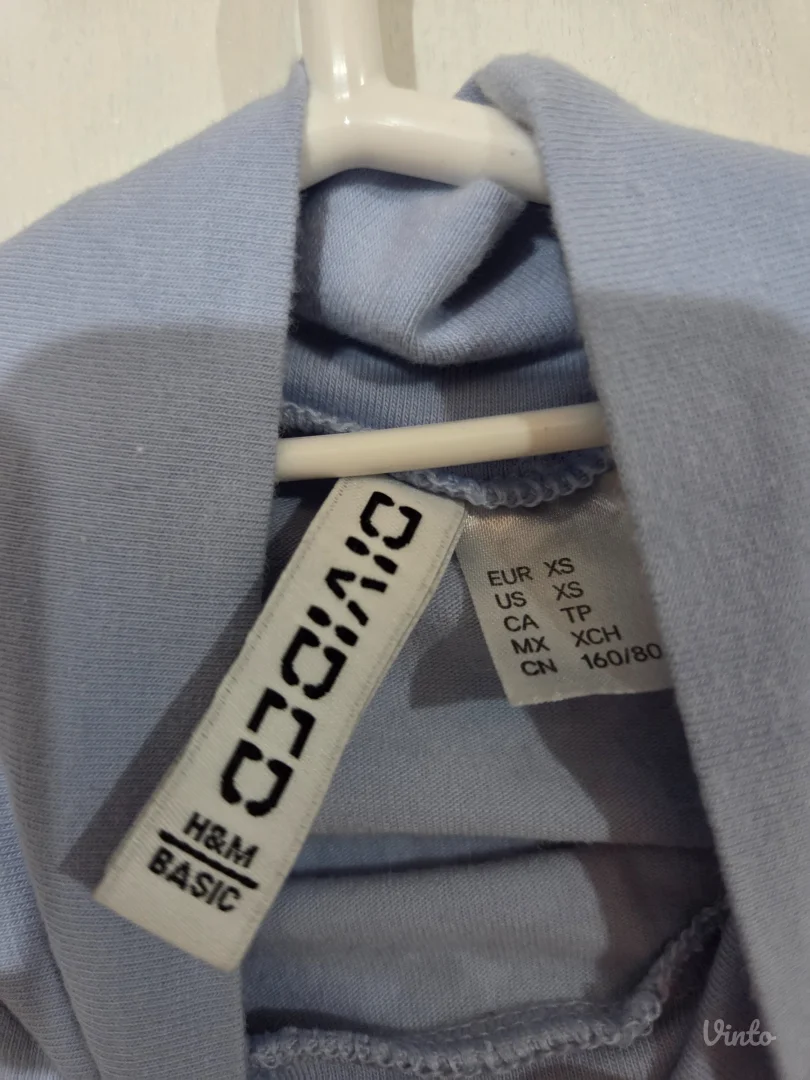 DIVIDED
H&M
BASIC
EUR XS
US XS
CA TP
MX XCH
CN 160/80
Vinto